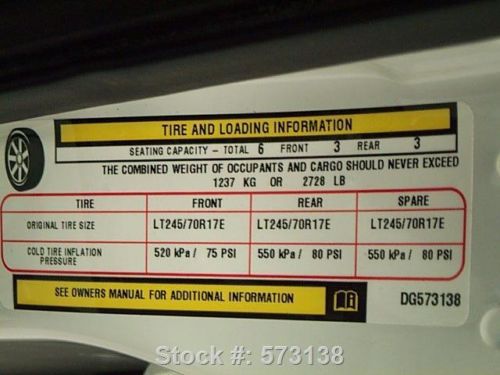 TIRE AND LOADING INFORMATION
SEATING CAPACITY - TOTAL 6 FRONT 3 REAR 3
THE COMBINED WEIGHT OF OCCUPANTS AND CARGO SHOULD NEVER EXCEED
1237 KG OR 2728 LB
TIRE FRONT REAR SPARE
ORIGINAL TIRE SIZE LT245/70R17E LT245/70R17E LT245/70R17E
COLD TIRE INFLATION PRESSURE 520 kPa / 75 PSI 550 kPa / 80 PSI 550 kPa / 80 PSI
SEE OWNERS MANUAL FOR ADDITIONAL INFORMATION DG573138
Stock #: 573138